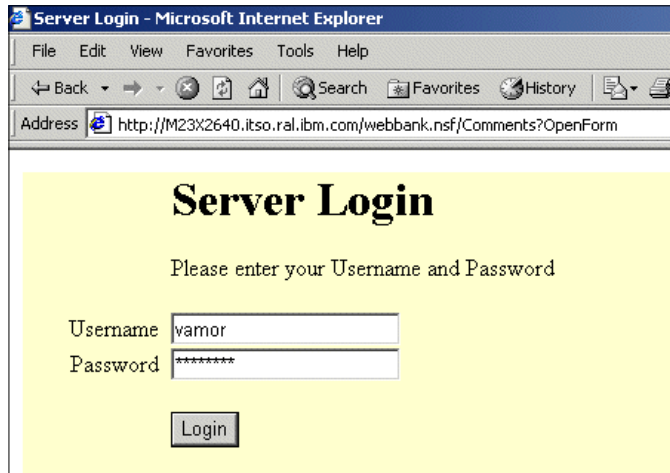 Server Login - Microsoft Internet Explorer
File Edit View Favorites Tools Help
Back Search Favorites History
Address http://M23X2640.itso.ral.ibm.com/webbank.nsf/Comments?OpenForm
Server Login
Please enter your Username and Password
Username vamor
Password ********
Login